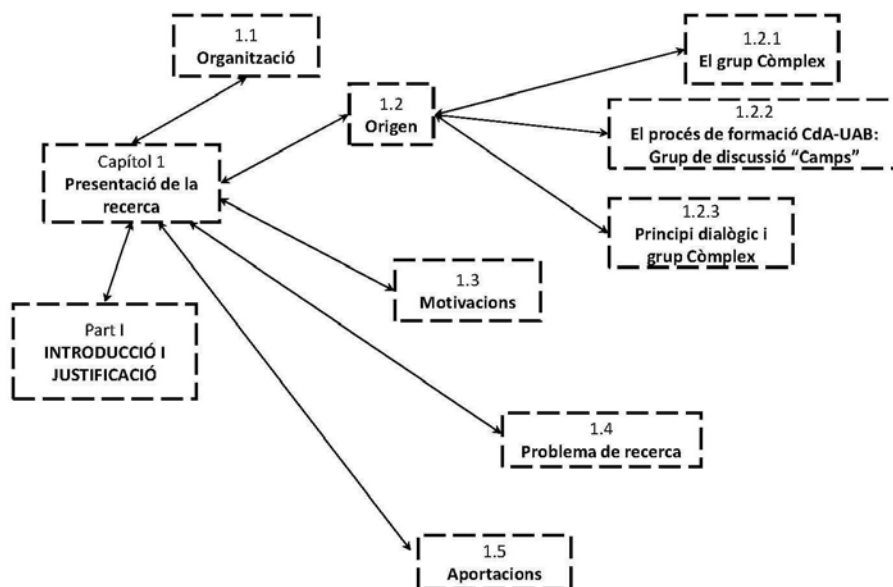 1.1
Organització
1.2
Origen
1.2.1
El grup Còmplex
1.2.2
El procés de formació CdA-UAB:
Grup de discussió “Camps”
1.2.3
Principi dialògic i
grup Còmplex
Capítol 1
Presentació de la
recerca
1.3
Motivacions
Part I
INTRODUCCIÓ I
JUSTIFICACIÓ
1.4
Problema de recerca
1.5
Aportacions